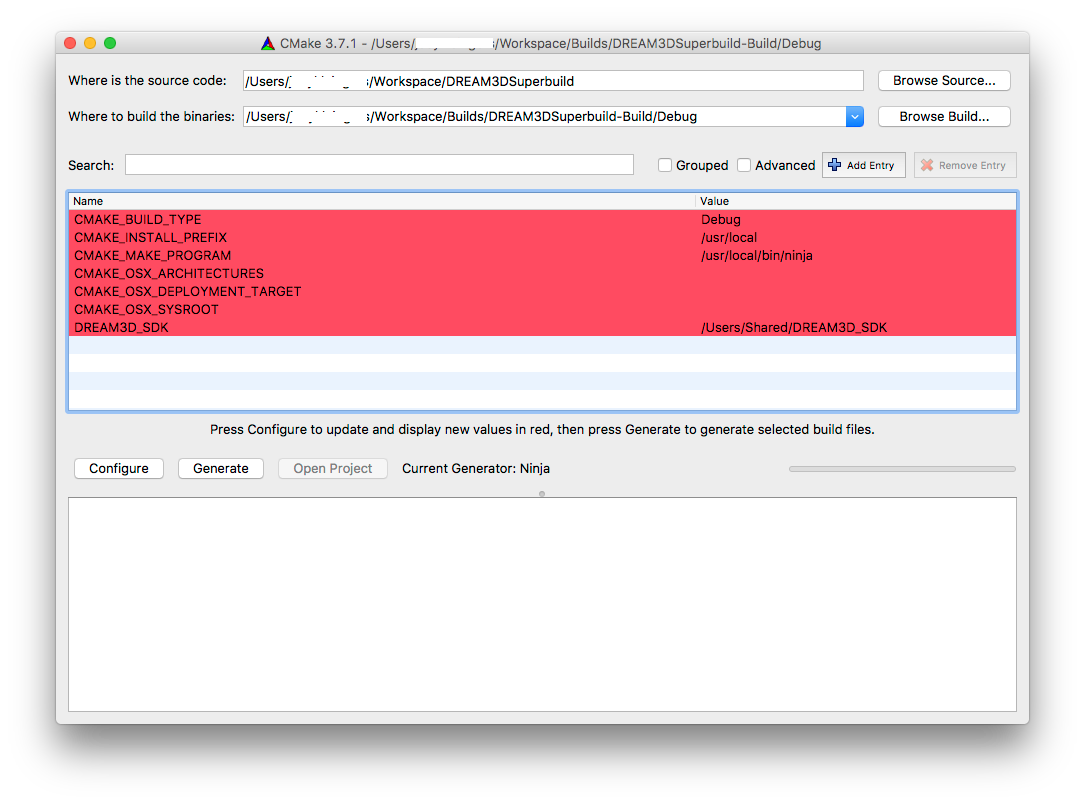 CMake 3.7.1 - /Users/ /Workspace/Builds/DREAM3DSuperbuild-Build/Debug
Where is the source code: /Users/ /Workspace/DREAM3DSuperbuild Browse Source...
Where to build the binaries: /Users/ /Workspace/Builds/DREAM3DSuperbuild-Build/Debug Browse Build...
Search: Grouped Advanced Add Entry Remove Entry
Name Value
CMAKE_BUILD_TYPE Debug
CMAKE_INSTALL_PREFIX /usr/local
CMAKE_MAKE_PROGRAM /usr/local/bin/ninja
CMAKE_OSX_ARCHITECTURES
CMAKE_OSX_DEPLOYMENT_TARGET
CMAKE_OSX_SYSROOT
DREAM3D_SDK /Users/Shared/DREAM3D_SDK
Press Configure to update and display new values in red, then press Generate to generate selected build files.
Configure Generate Open Project Current Generator: Ninja